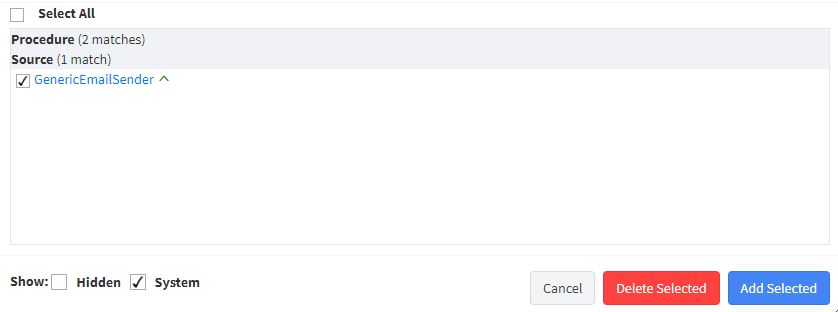 Select All
Procedure (2 matches)
Source (1 match)
GenericEmailSender
Show: Hidden System
Cancel Delete Selected Add Selected